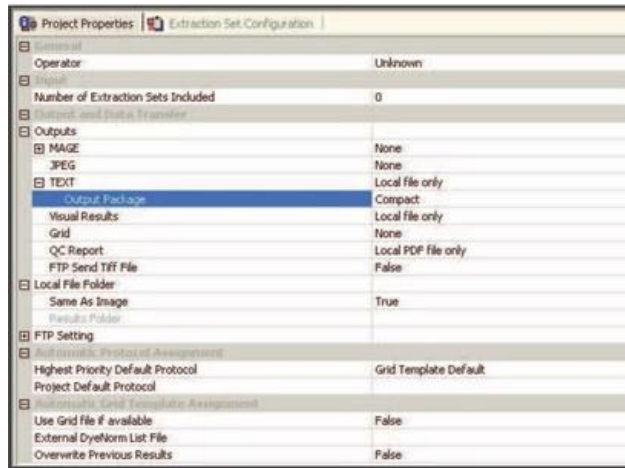 Project Properties Extraction Set Configuration
General
Operator Unknown
Input
Number of Extraction Sets Included 0
Output and Data Transfer
Outputs
MAGE None
JPEG None
TEXT Local file only
Output Package Compact
Visual Results Local file only
Grid None
QC Report Local PDF file only
FTP Send Tiff File False
Local File Folder
Same As Image True
Results Folder
FTP Setting
Automatic Protocol Assignment
Highest Priority Default Protocol Grid Template Default
Project Default Protocol
Automatic Grid Template Assignment
Use Grid file if available False
External DyeNorm List File
Overwrite Previous Results False